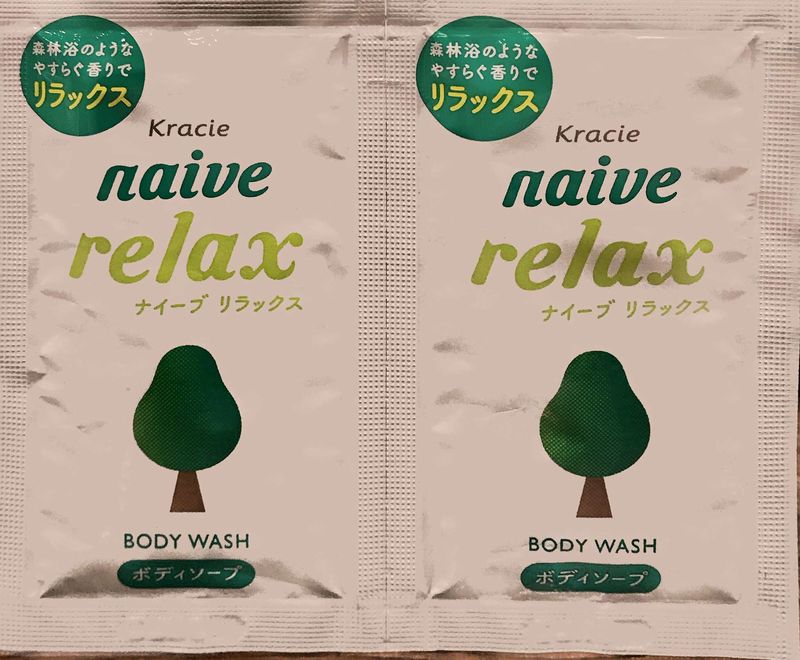 森林浴のような
やすらぐ香りで
リラックス
Kracie
naive
relax
ナイーブ リラックス
BODY WASH
ボディソープ
森林浴のような
やすらぐ香りで
リラックス
Kracie
naive
relax
ナイーブ リラックス
BODY WASH
ボディソープ